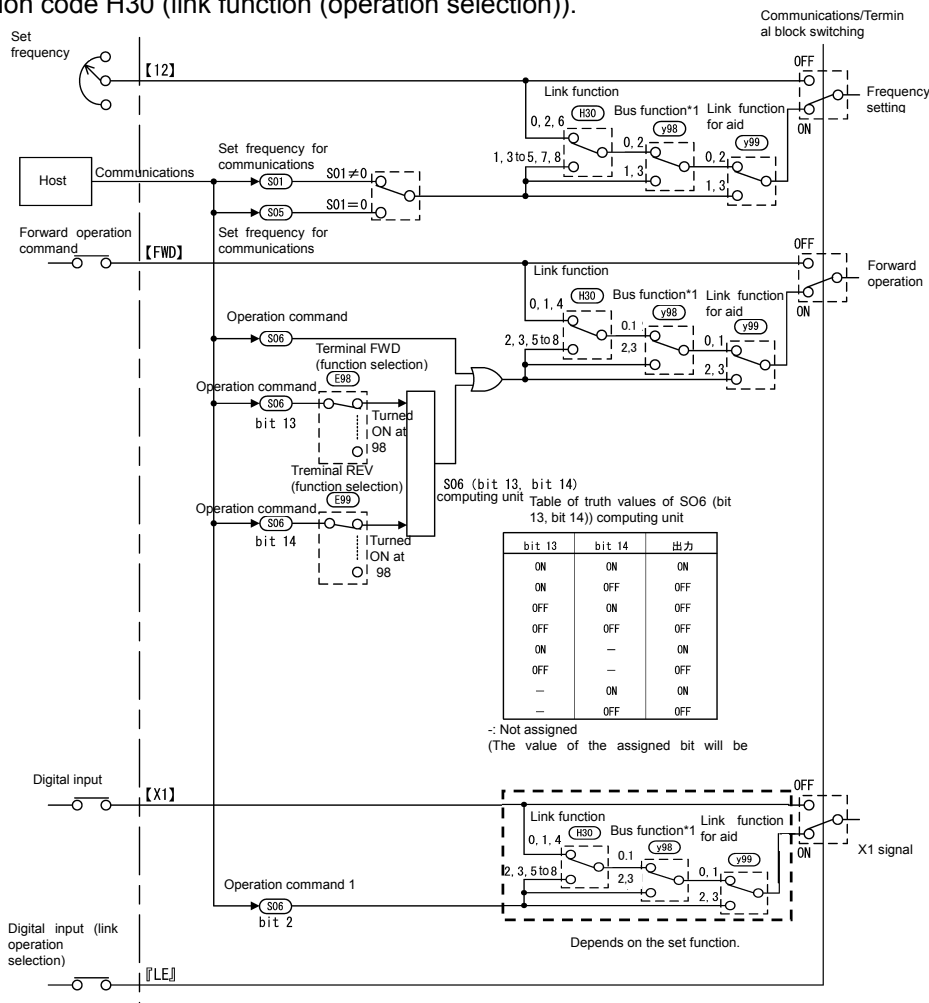 ion code H30 (link function (operation selection)).
Communications/Termin
al block switching
Set
frequency
【12】
OFF
Frequency
setting
ON
Link function
H30
Bus function*1
y98
Link function
for aid
y99
0, 2, 6
1, 3 to 5, 7, 8
0, 2
1, 3
0, 2
1, 3
Host
Communications
Set frequency for
communications
S01
S01≠0
S05
S01=0
Set frequency for
communications
Forward operation
command
【FWD】
OFF
Forward
operation
ON
Link function
H30
Bus function*1
y98
Link function
for aid
y99
0, 1, 4
2, 3, 5 to 8
0.1
2,3
0, 1
2, 3
Operation command
S06
Terminal FWD
(function selection)
E98
Operation command
S06
bit 13
Turned
ON at
98
Treminal REV
(function selection)
E99
Operation command
S06
bit 14
Turned
ON at
98
S06 (bit 13, bit 14)
computing unit
Table of truth values of SO6 (bit
13, bit 14)) computing unit
bit 13 bit 14 出力
ON ON ON
ON OFF OFF
OFF ON OFF
OFF OFF OFF
ON — ON
OFF — OFF
— ON ON
— OFF OFF
-: Not assigned
(The value of the assigned bit will be
Digital input
【X1】
OFF
X1 signal
ON
Link function
H30
Bus function*1
y98
Link function
for aid
y99
0, 1, 4
2, 3, 5 to 8
0.1
2,3
0, 1
2, 3
Operation command 1
S06
bit 2
Depends on the set function.
Digital input (link
operation
selection)
『LE』